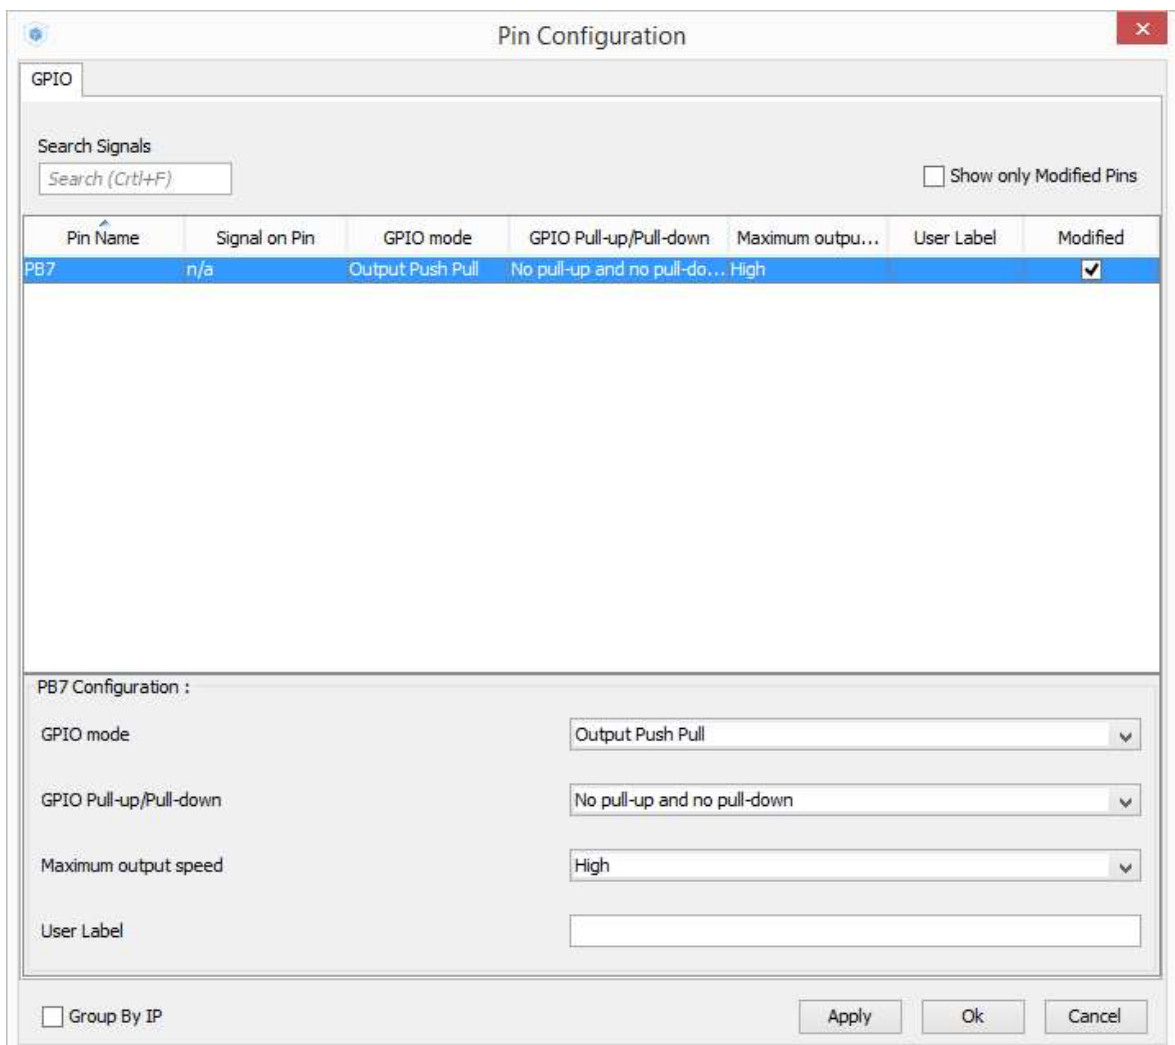 Pin Configuration
GPIO
Search Signals
Search (Crtl+F)
Show only Modified Pins
Pin Name Signal on Pin GPIO mode GPIO Pull-up/Pull-down Maximum outpu... User Label Modified
PB7 n/a Output Push Pull No pull-up and no pull-do... High
PB7 Configuration :
GPIO mode Output Push Pull
GPIO Pull-up/Pull-down No pull-up and no pull-down
Maximum output speed High
User Label
Group By IP Apply Ok Cancel